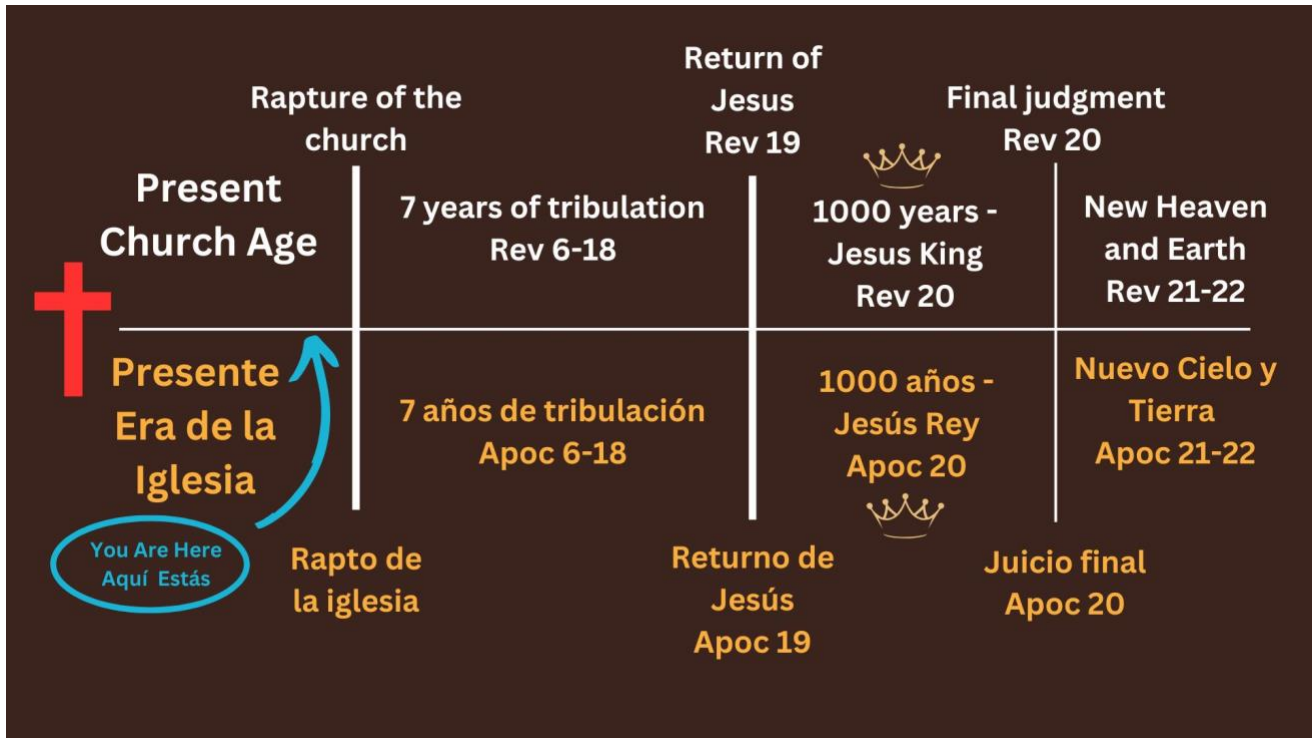 Rapture of the
church
Return of
Jesus
Rev 19
Final judgment
Rev 20
Present
Church Age
7 years of tribulation
Rev 6-18
1000 years -
Jesus King
Rev 20
New Heaven
and Earth
Rev 21-22
Presente
Era de la
Iglesia
7 años de tribulación
Apoc 6-18
1000 años -
Jesús Rey
Apoc 20
Nuevo Cielo y
Tierra
Apoc 21-22
You Are Here
Aquí Estás
Rapto de
la iglesia
Returno de
Jesús
Apoc 19
Juicio final
Apoc 20